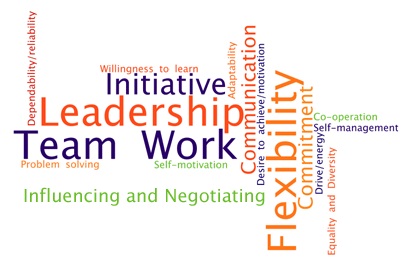 Dependability/reliability
Willingness to learn
Initiative
Leadership
Team Work
Problem solving
Self-motivation
Influencing and Negotiating
Adaptability
Communication
Desire to achieve/motivation
Flexibility
Commitment
Drive/energy
Co-operation
Self-management
Equality and Diversity